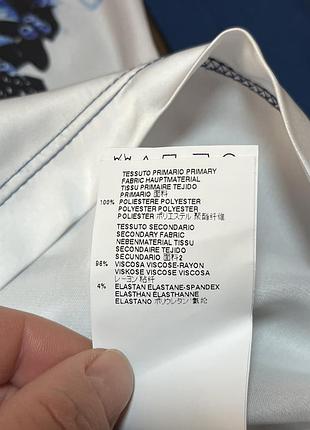 TESSUTO PRIMARIO PRIMARY
FABRIC HAUPTMATERIAL
TISSU PRIMAIRE TEJIDO
PRIMARIO 面料
100% POLIESTERE POLYESTER
POLYESTER POLYESTER
POLIESTER ポリエステル 聚酯纤维
TESSUTO SECONDARIO
SECONDARY FABRIC
NEBENMATERIAL TISSU
SECONDAIRE TEJIDO
SECUNDARIO 面料2
96% VISCOSA VISCOSE-RAYON
VISKOSE VISCOSE VISCOSA
レーヨン 粘纤
4% ELASTAN ELASTANE-SPANDEX
ELASTHAN ELASTHANNE
ELASTANO ポリウレタン 氨纶